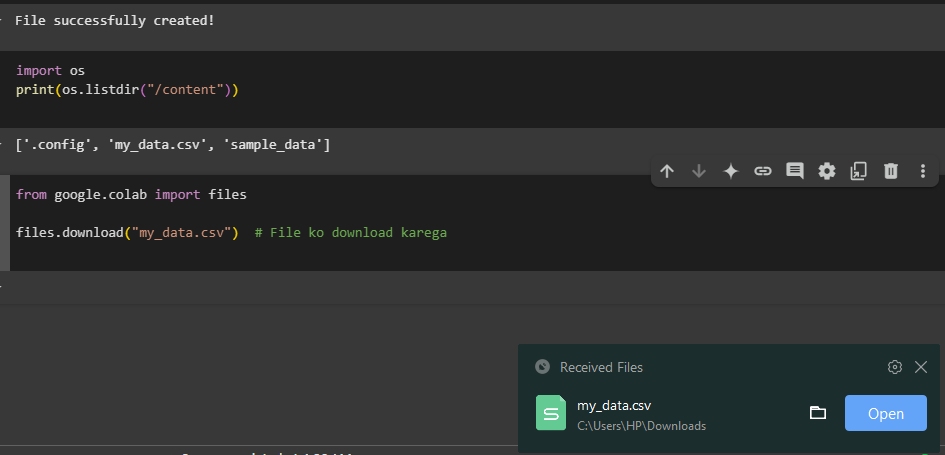 File successfully created!
import os
print(os.listdir("/content"))
['.config', 'my_data.csv', 'sample_data']
from google.colab import files
files.download("my_data.csv")  # File ko download karega
Received Files
my_data.csv
C:\Users\HP\Downloads
Open